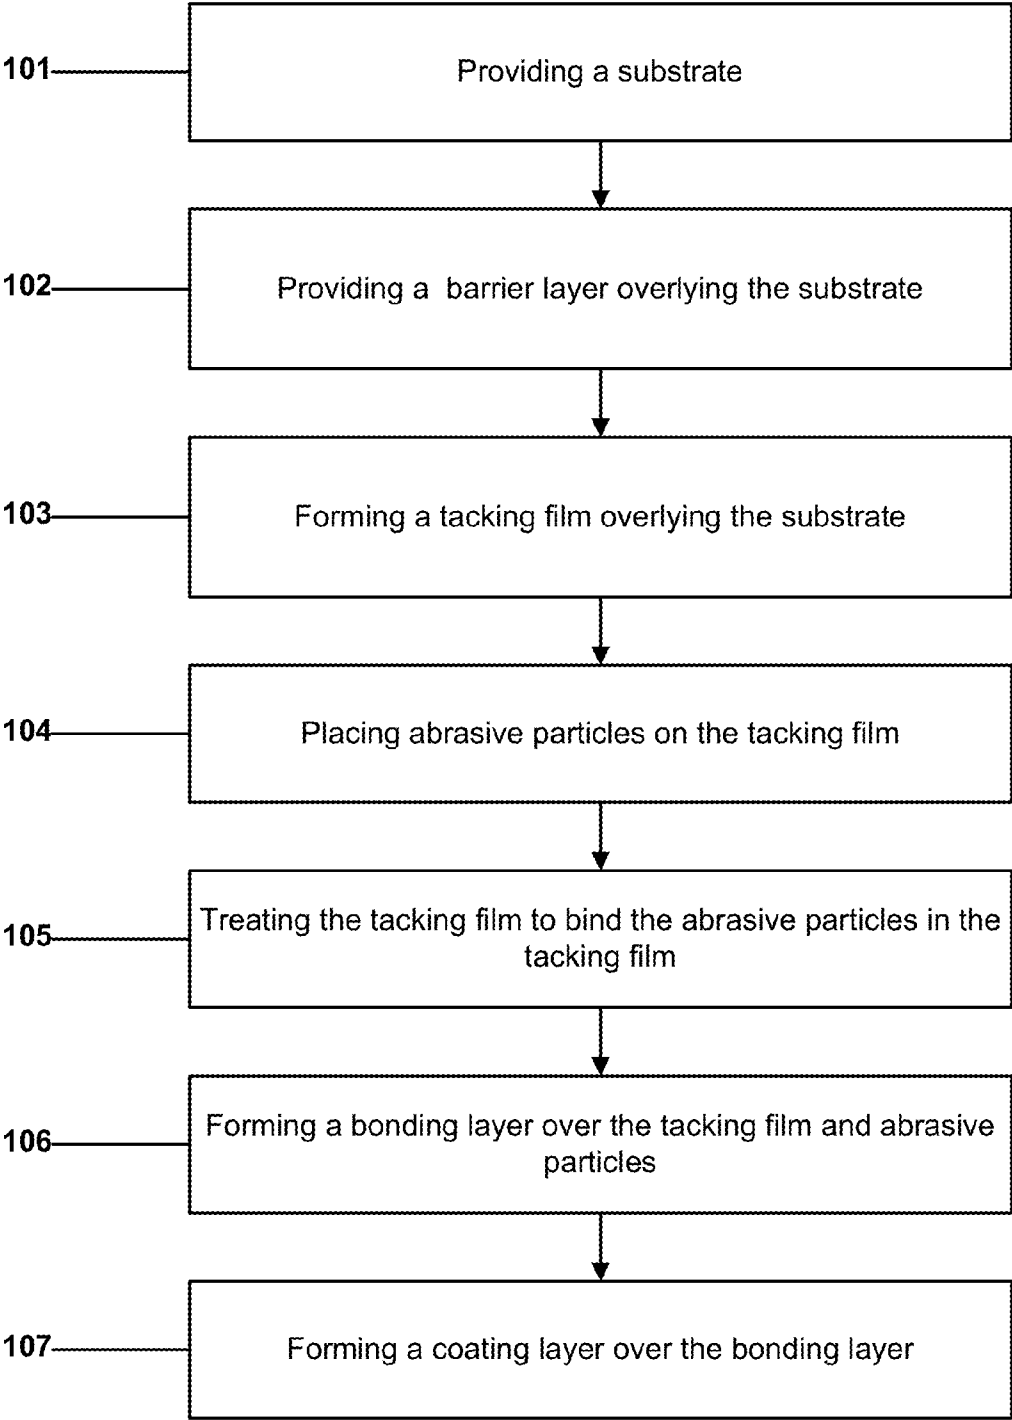 101
Providing a substrate
102
Providing a barrier layer overlying the substrate
103
Forming a tacking film overlying the substrate
104
Placing abrasive particles on the tacking film
105
Treating the tacking film to bind the abrasive particles in the
tacking film
106
Forming a bonding layer over the tacking film and abrasive
particles
107
Forming a coating layer over the bonding layer